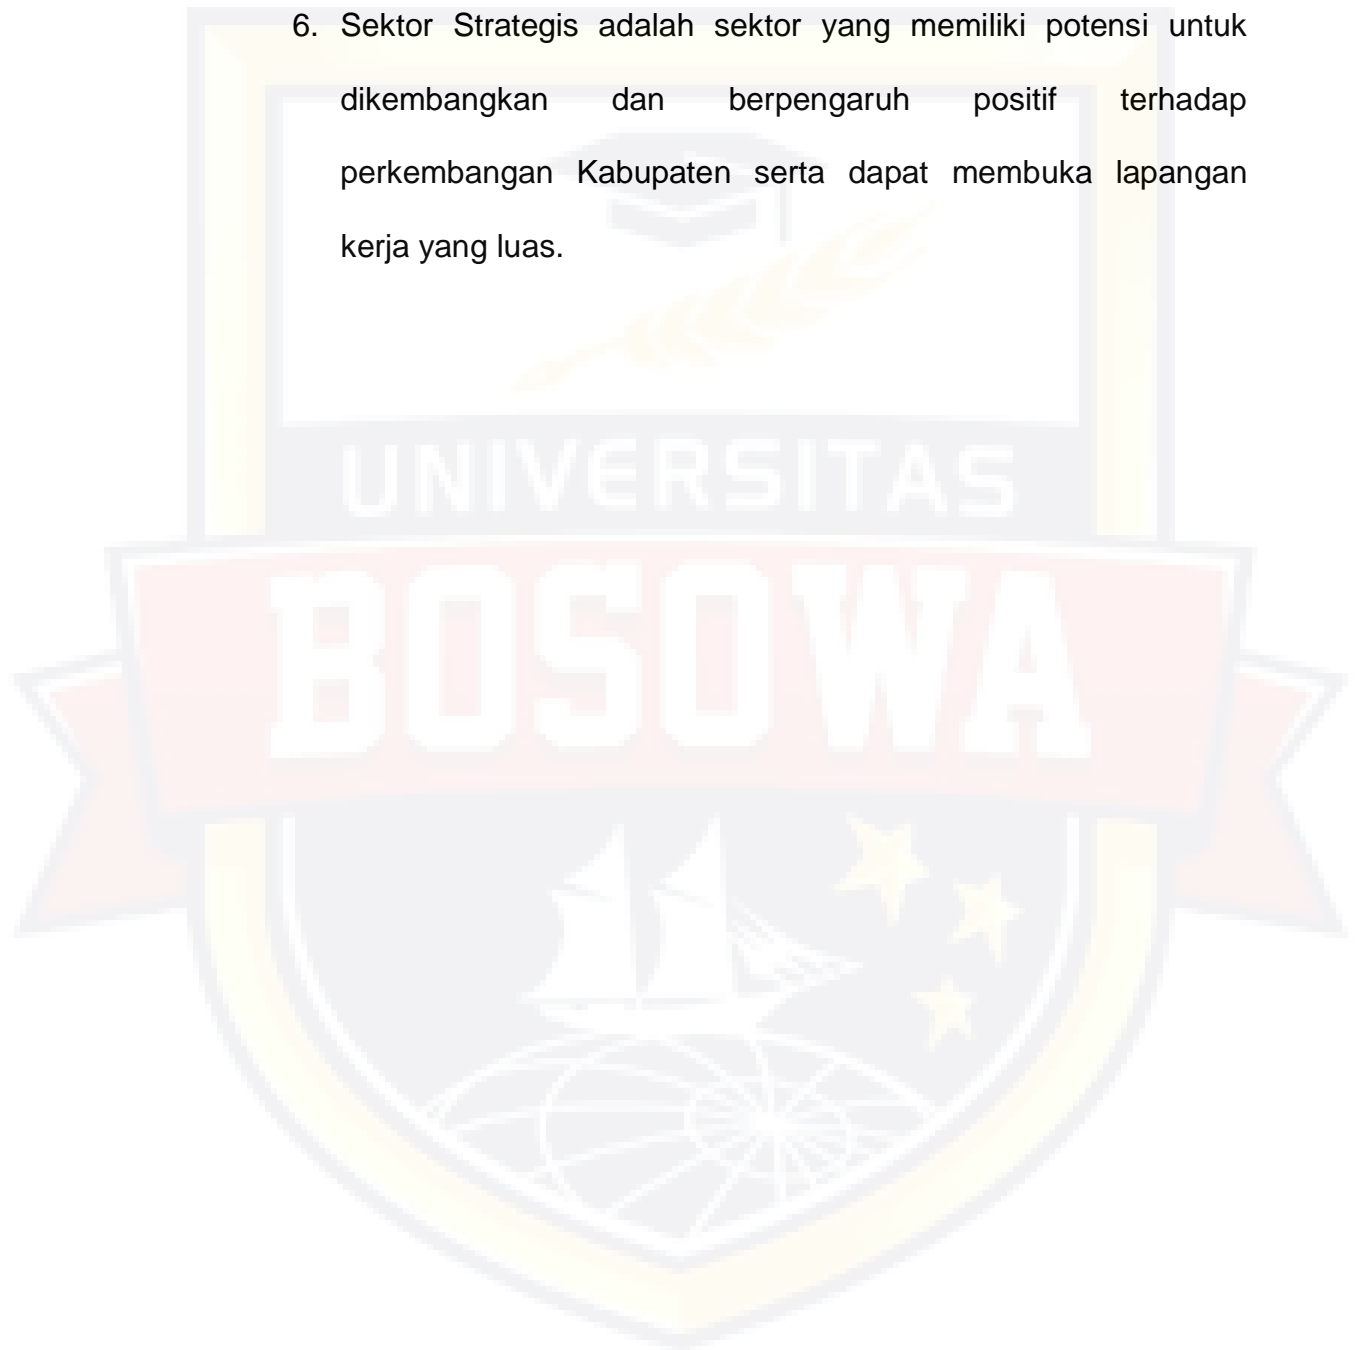 6. Sektor Strategis adalah sektor yang memiliki potensi untuk
dikembangkan dan berpengaruh positif terhadap
perkembangan Kabupaten serta dapat membuka lapangan
kerja yang luas.
UNIVERSITAS
BOSOWA